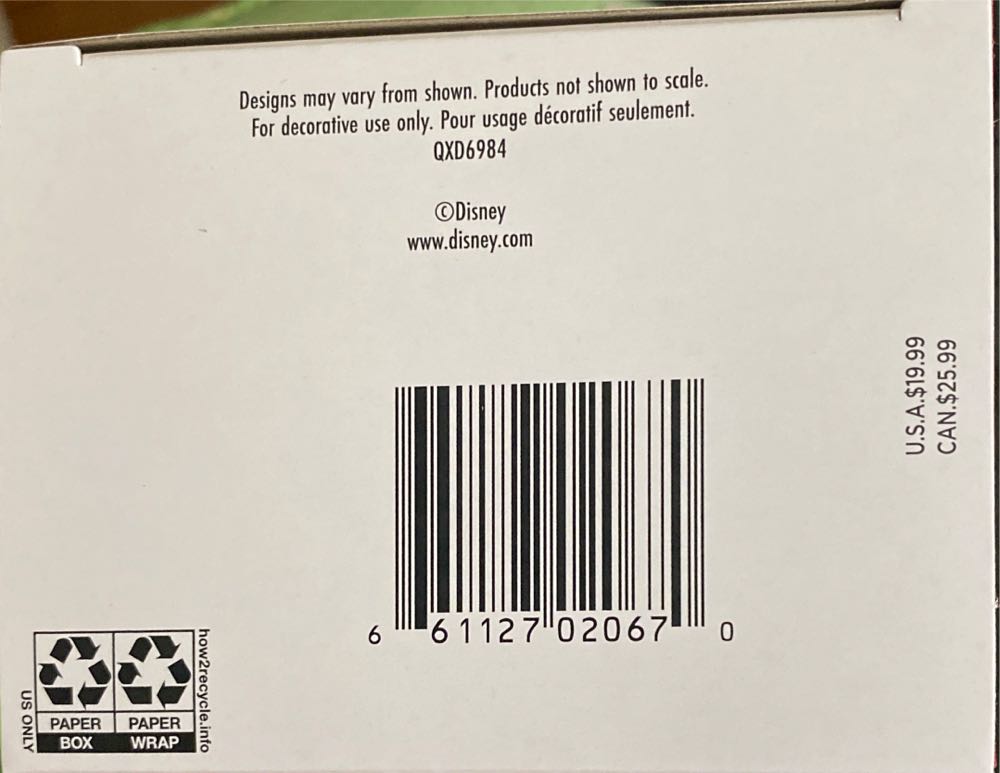 Designs may vary from shown. Products not shown to scale.
For decorative use only. Pour usage décoratif seulement.
QXD6984
©Disney
www.disney.com
U.S.A.$19.99
CAN.$25.99
6 61127 02067 0
how2recycle.info
PAPER
BOX
PAPER
WRAP
US ONLY